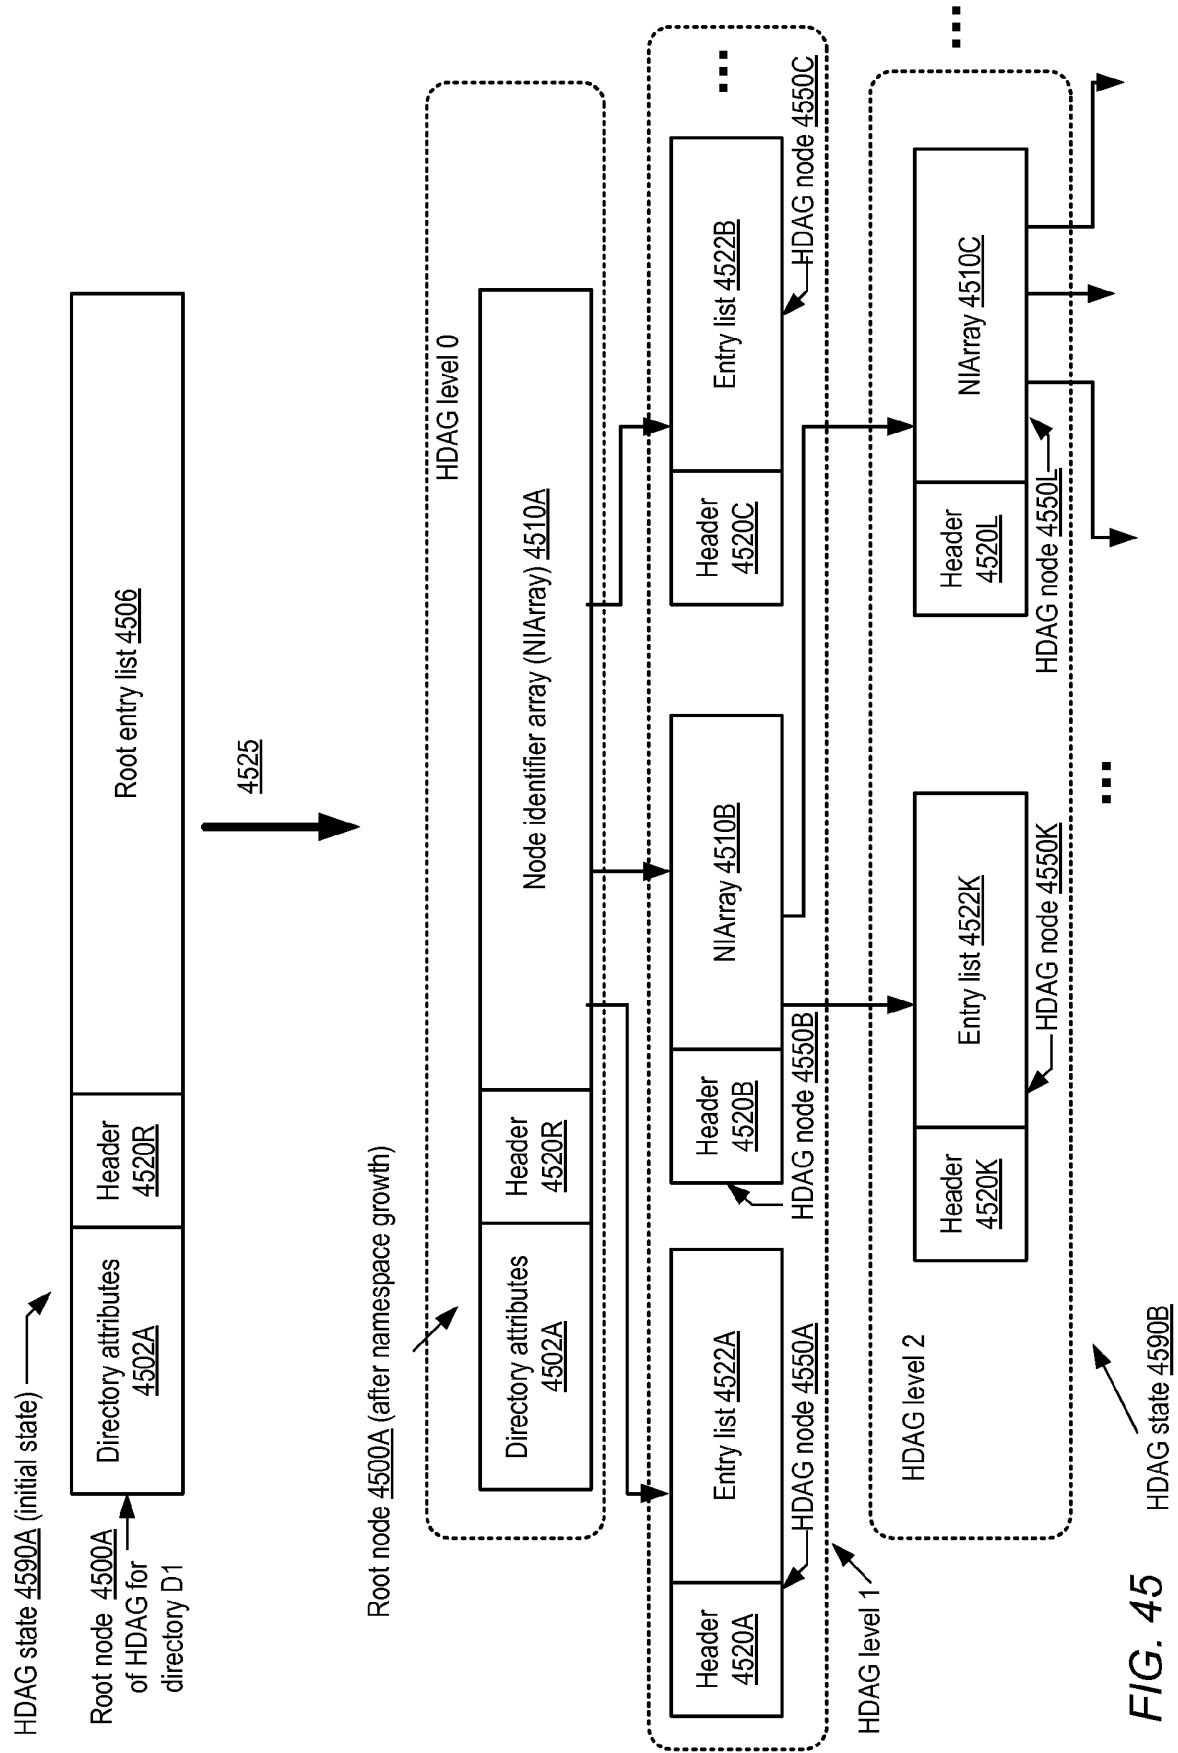 HDAG state 4590A (initial state)
Root node 4500A
of HDAG for
directory D1
Directory attributes
4502A
Header
4520R
Root entry list 4506
4525
Root node 4500A (after namespace growth)
HDAG level 0
Directory attributes
4502A
Header
4520R
Node identifier array (NIArray) 4510A
HDAG level 1
Header
4520A
Entry list 4522A
HDAG node 4550A
Header
4520B
NIArray 4510B
HDAG node 4550B
Header
4520C
Entry list 4522B
HDAG node 4550C
...
HDAG level 2
Header
4520K
Entry list 4522K
HDAG node 4550K
Header
4520L
NIArray 4510C
HDAG node 4550L
...
...
HDAG state 4590B
FIG. 45